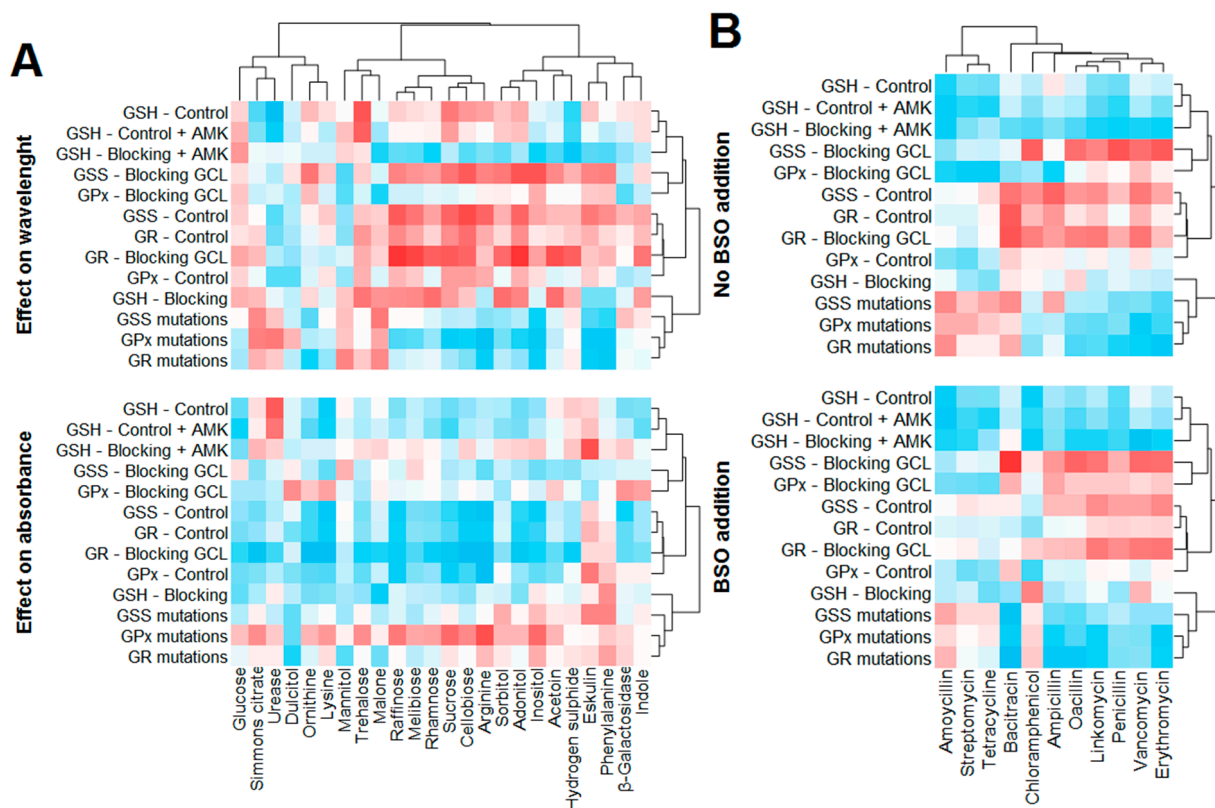 A
Effect on wavelenght
GSH - Control
GSH - Control + AMK
GSH - Blocking + AMK
GSS - Blocking GCL
GPx - Blocking GCL
GSS - Control
GR - Control
GR - Blocking GCL
GPx - Control
GSH - Blocking
GSS mutations
GPx mutations
GR mutations
Effect on absorbance
GSH - Control
GSH - Control + AMK
GSH - Blocking + AMK
GSS - Blocking GCL
GPx - Blocking GCL
GSS - Control
GR - Control
GR - Blocking GCL
GPx - Control
GSH - Blocking
GSS mutations
GPx mutations
GR mutations
Glucose
Simmons citrate
Urease
Dulcitol
Ornithine
Lysine
Mannitol
Trehalose
Malone
Raffinose
Melibiose
Rhamnose
Sucrose
Cellobiose
Arginine
Sorbitol
Adonitol
Inositol
Acetoin
Hydrogen sulphide
Eskulin
Phenylalanine
β-Galactosidase
Indole
B
No BSO addition
GSH - Control
GSH - Control + AMK
GSH - Blocking + AMK
GSS - Blocking GCL
GPx - Blocking GCL
GSS - Control
GR - Control
GR - Blocking GCL
GPx - Control
GSH - Blocking
GSS mutations
GPx mutations
GR mutations
BSO addition
GSH - Control
GSH - Control + AMK
GSH - Blocking + AMK
GSS - Blocking GCL
GPx - Blocking GCL
GSS - Control
GR - Control
GR - Blocking GCL
GPx - Control
GSH - Blocking
GSS mutations
GPx mutations
GR mutations
Amoycillin
Streptomycin
Tetracycline
Bacitracin
Chloramphenicol
Ampicillin
Oacillin
Linkomycin
Penicillin
Vancomycin
Erythromycin